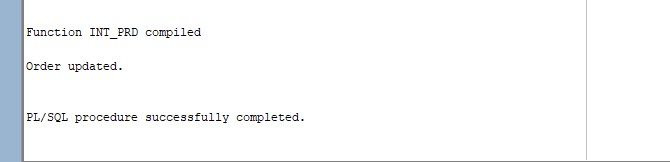 Function INT_PRD compiled
Order updated.
PL/SQL procedure successfully completed.